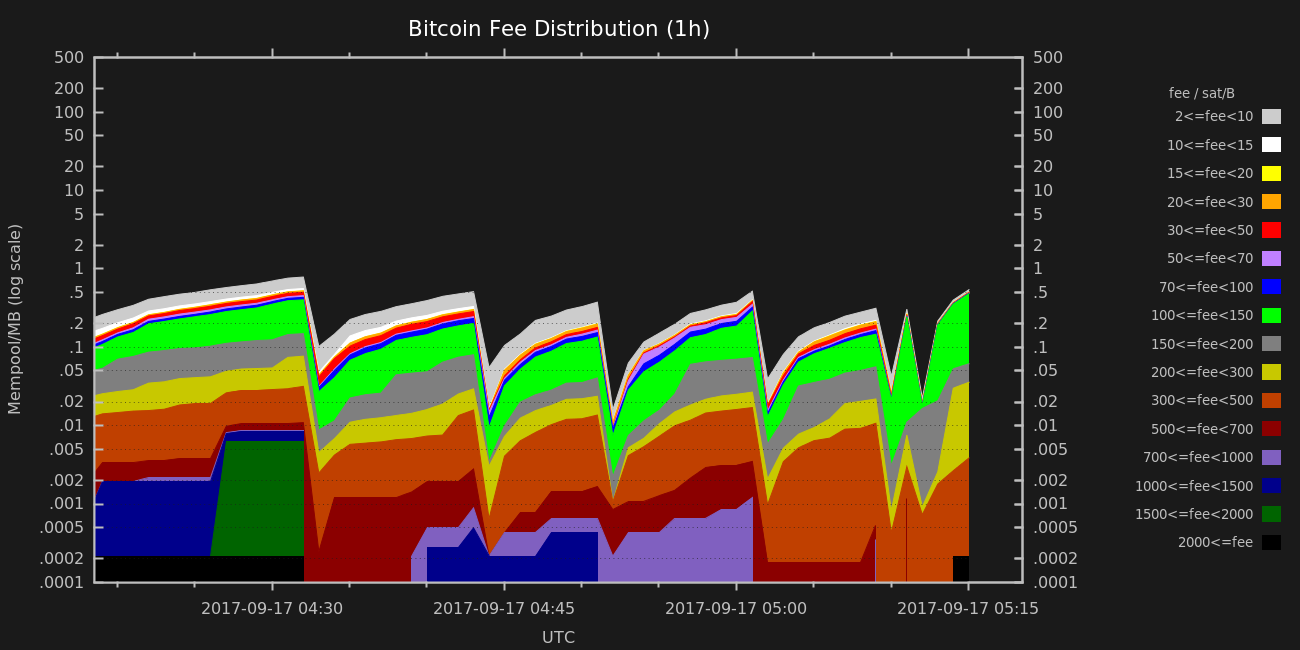 Bitcoin Fee Distribution (1h)
500 500
200 200
100 100
50 50
20 20
10 10
5 5
2 2
1 1
.5 .5
.2 .2
.1 .1
.05 .05
.02 .02
.01 .01
.005 .005
.002 .002
.001 .001
.0005 .0005
.0002 .0002
.0001 .0001
Mempool/MB (log scale)
2017-09-17 04:30 2017-09-17 04:45 2017-09-17 05:00 2017-09-17 05:15
UTC
fee / sat/B
2<=fee<10
10<=fee<15
15<=fee<20
20<=fee<30
30<=fee<50
50<=fee<70
70<=fee<100
100<=fee<150
150<=fee<200
200<=fee<300
300<=fee<500
500<=fee<700
700<=fee<1000
1000<=fee<1500
1500<=fee<2000
2000<=fee